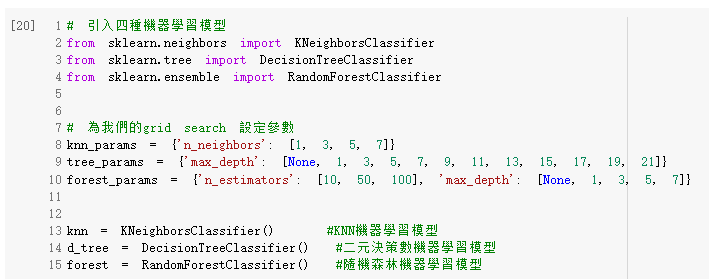 [20] 1 # 引入四種機器學習模型
2 from sklearn.neighbors import KNeighborsClassifier
3 from sklearn.tree import DecisionTreeClassifier
4 from sklearn.ensemble import RandomForestClassifier
5
6
7 # 為我們的grid search 設定參數
8 knn_params = {'n_neighbors': [1, 3, 5, 7]}
9 tree_params = {'max_depth': [None, 1, 3, 5, 7, 9, 11, 13, 15, 17, 19, 21]}
10 forest_params = {'n_estimators': [10, 50, 100], 'max_depth': [None, 1, 3, 5, 7]}
11
12
13 knn = KNeighborsClassifier() #KNN機器學習模型
14 d_tree = DecisionTreeClassifier() #二元決策數機器學習模型
15 forest = RandomForestClassifier() #隨機森林機器學習模型